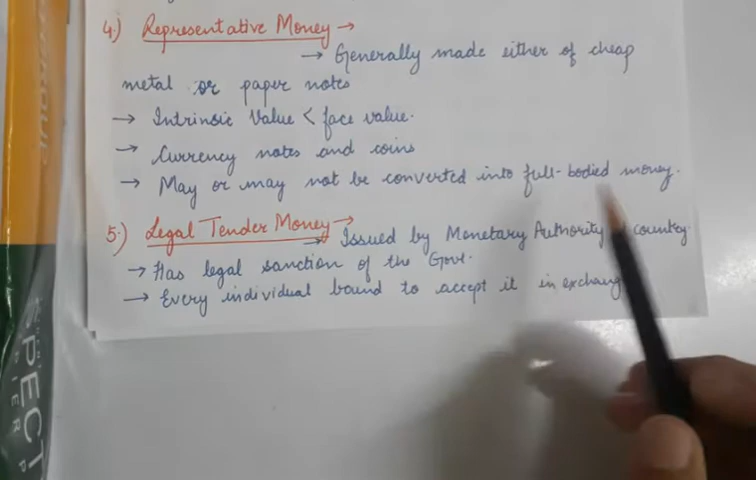 4.) Representative Money →
→ Generally made either of cheap
metal or paper notes
→ Intrinsic Value < face value.
→ Currency notes and coins
→ May or may not be converted into full-bodied money.
5.) Legal Tender Money →
→ Issued by Monetary Authority country.
→ Has legal sanction of the Govt.
→ Every individual bound to accept it in exchang